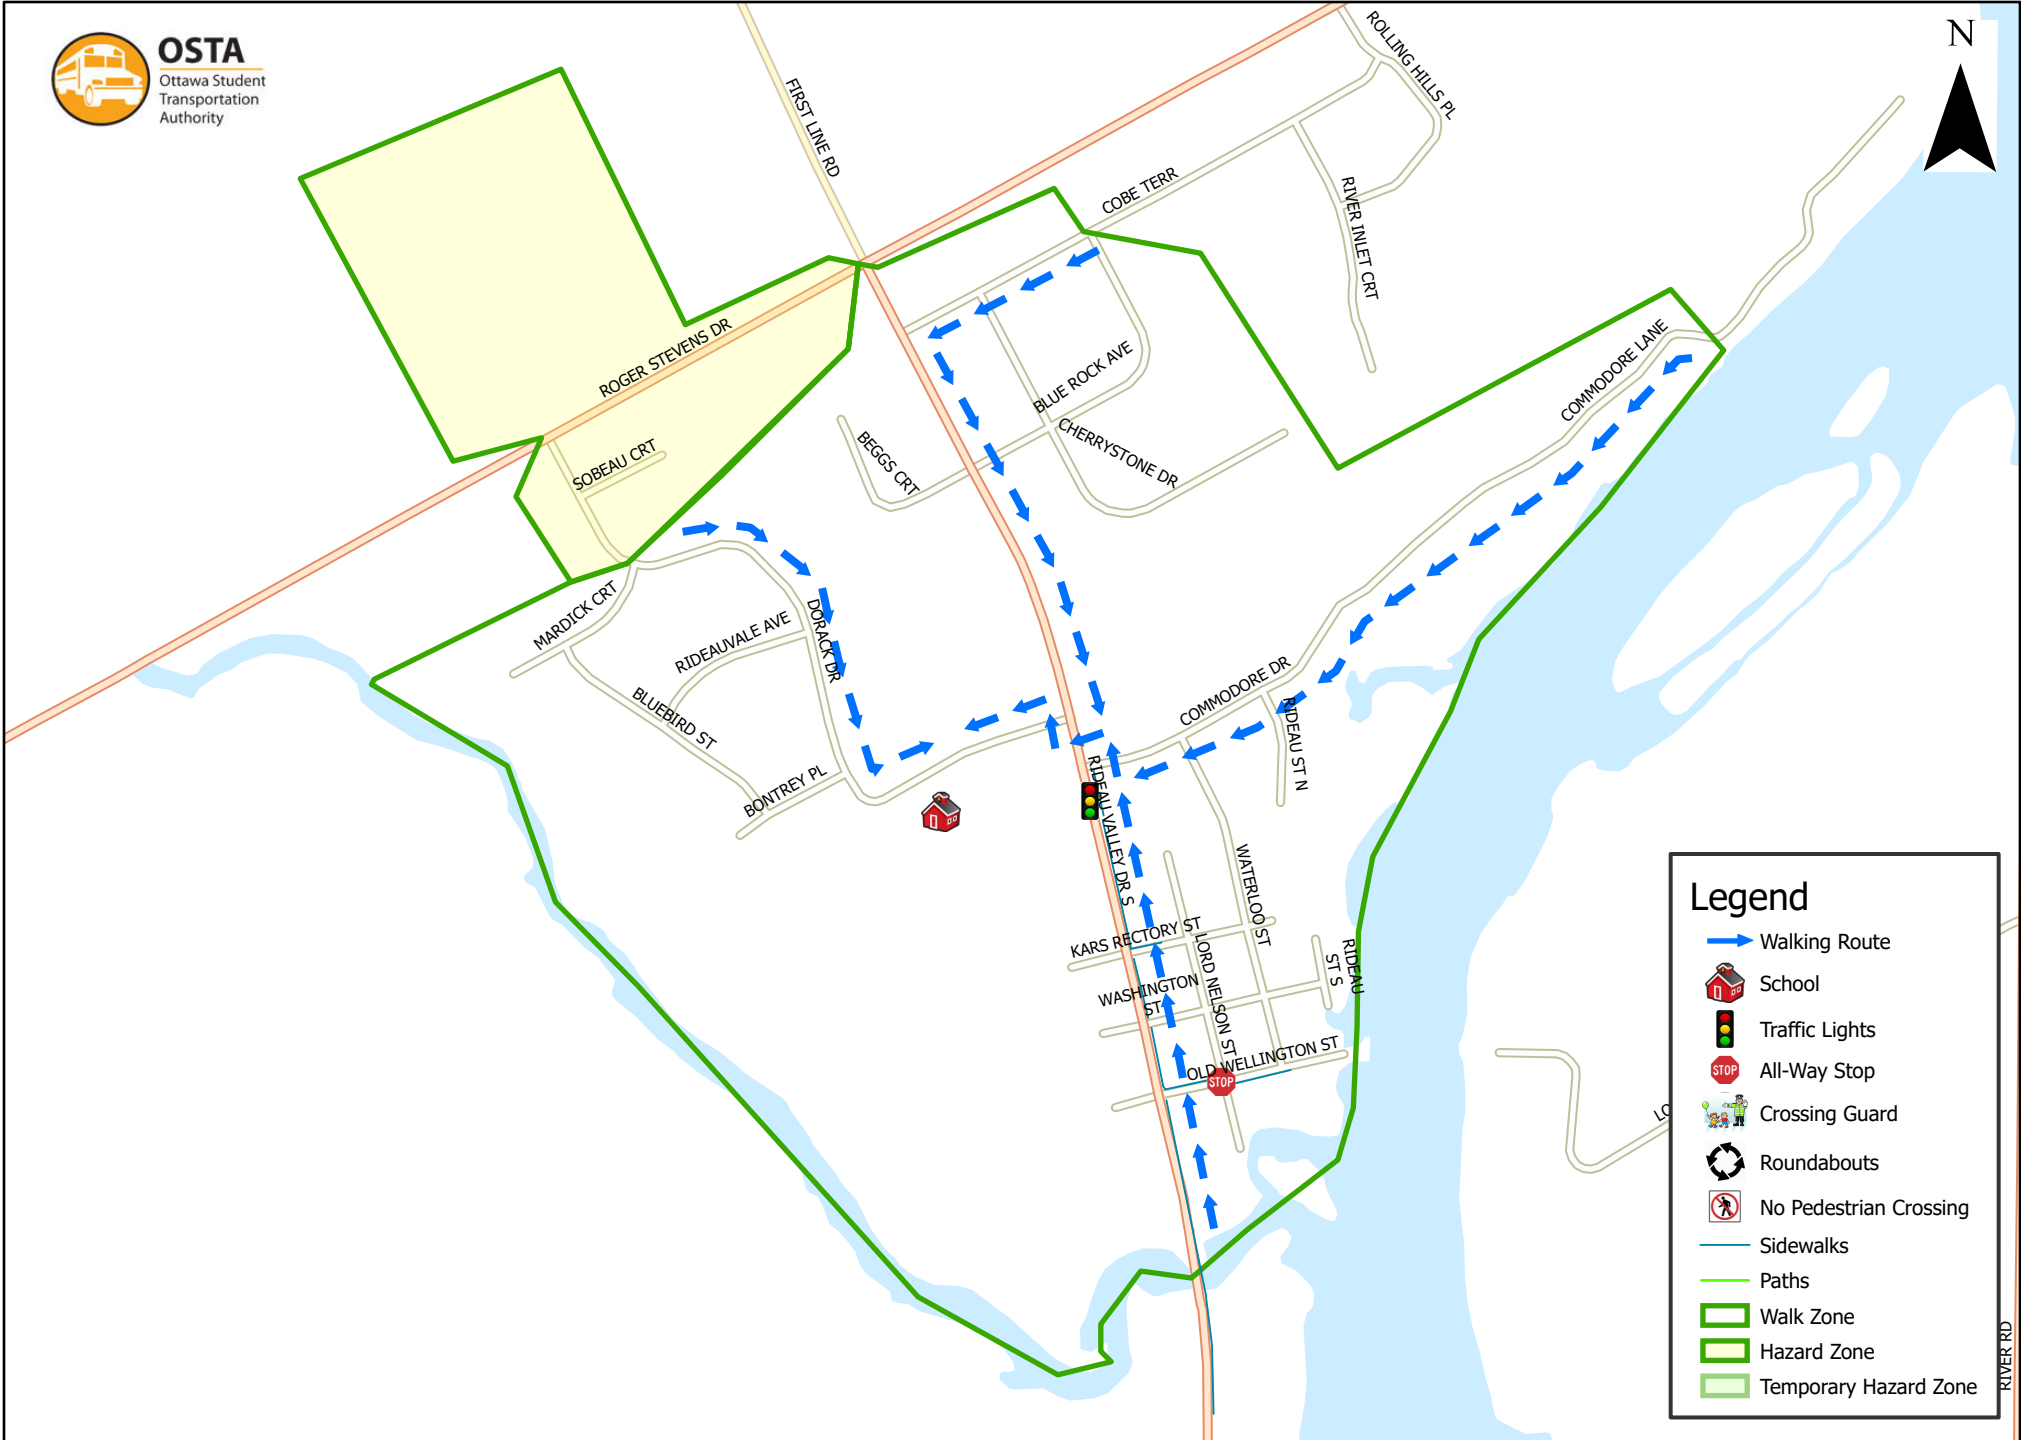 OSTA
Ottawa Student
Transportation
Authority
N
FIRST LINE RD
ROLLING HILLS PL
COBE TERR
RIVER INLET CRT
ROGER STEVENS DR
BLUE ROCK AVE
COMMODORE LANE
SOBEAU CRT
BEGGS CRT
CHERRYSTONE DR
MARDICK CRT
RIDEAUVALE AVE
DORACK DR
BLUEBIRD ST
COMMODORE DR
RIDEAU ST N
BONTREY PL
RIDEAU VALLEY DR S
WATERLOO ST
KARS RECTORY ST
LORD NELSON ST
RIDEAU
ST S
WASHINGTON
ST
OLD WELLINGTON ST
STOP
LO
RIVER RD
Legend
Walking Route
School
Traffic Lights
STOP
All-Way Stop
Crossing Guard
Roundabouts
No Pedestrian Crossing
Sidewalks
Paths
Walk Zone
Hazard Zone
Temporary Hazard Zone